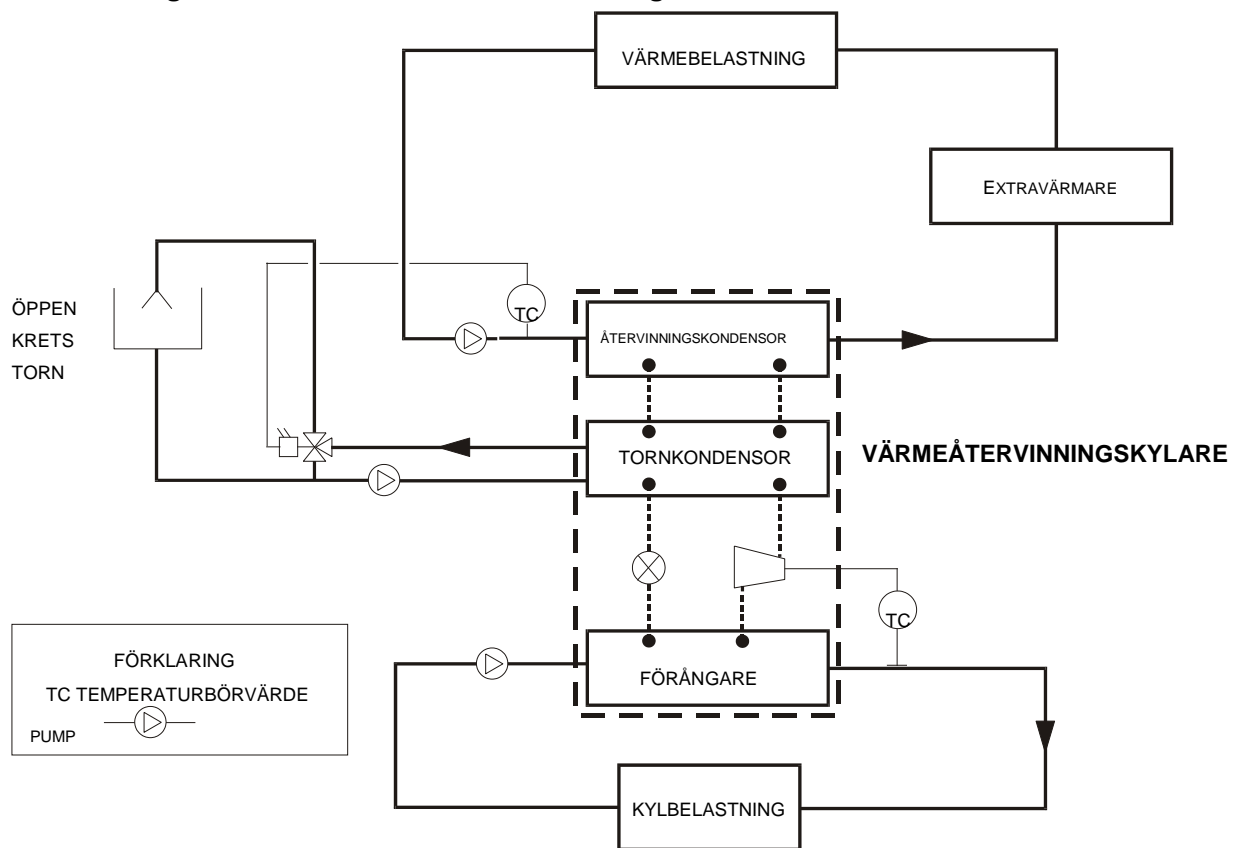 VÄRMEBELASTNING
EXTRAVÄRMARE
ÖPPEN
KRETS
TORN
TC
ÅTERVINNINGSKONDENSOR
TORNKONDENSOR
VÄRMEÅTERVINNINGSKYLARE
TC
FÖRÅNGARE
FÖRKLARING
TC TEMPERATURBÖRVÄRDE
PUMP
KYLBELASTNING